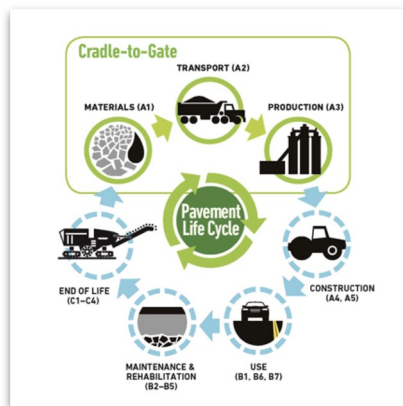 Cradle-to-Gate
TRANSPORT (A2)
MATERIALS (A1)
PRODUCTION (A3)
Pavement
Life Cycle
CONSTRUCTION
(A4, A5)
END OF LIFE
(C1–C4)
USE
(B1, B6, B7)
MAINTENANCE &
REHABILITATION
(B2–B5)